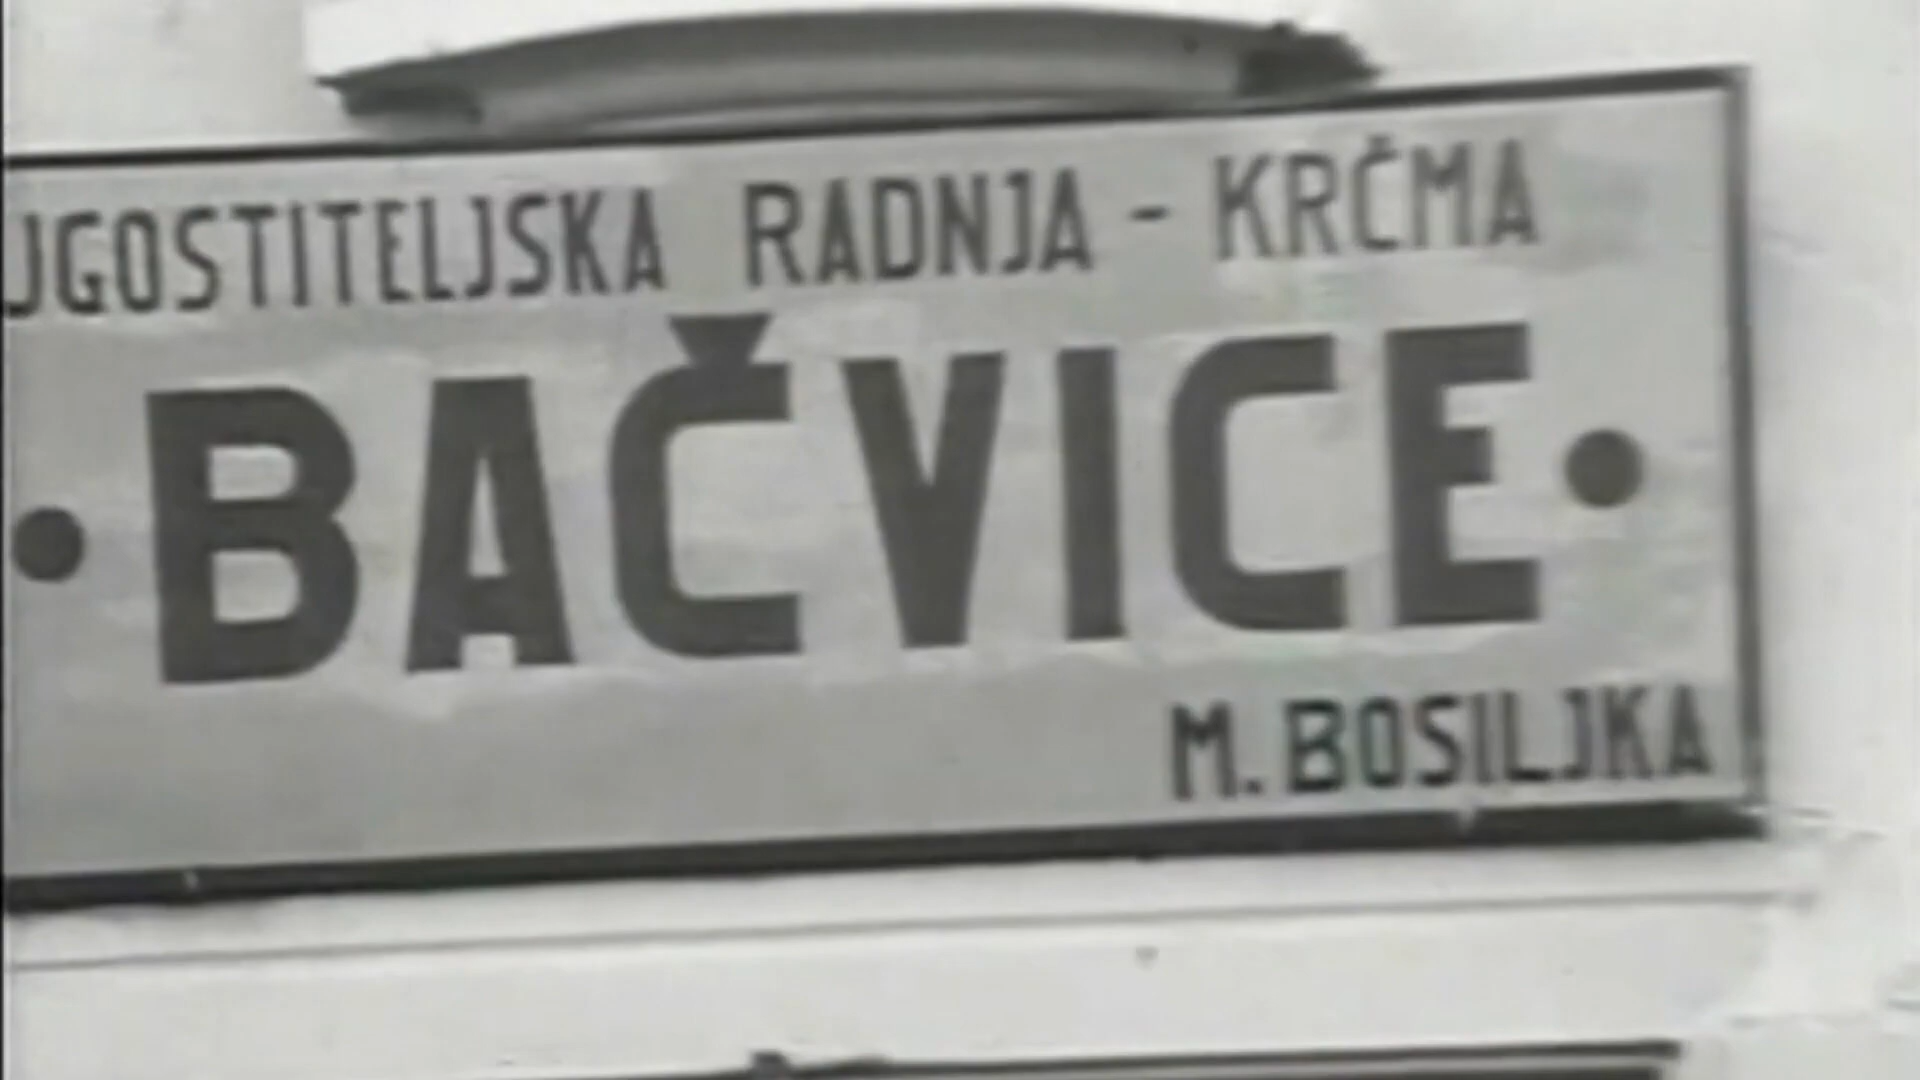 UGOSTITELJSKA RADNJA - KRČMA
• BAČVICE •
M. BOSILJKA